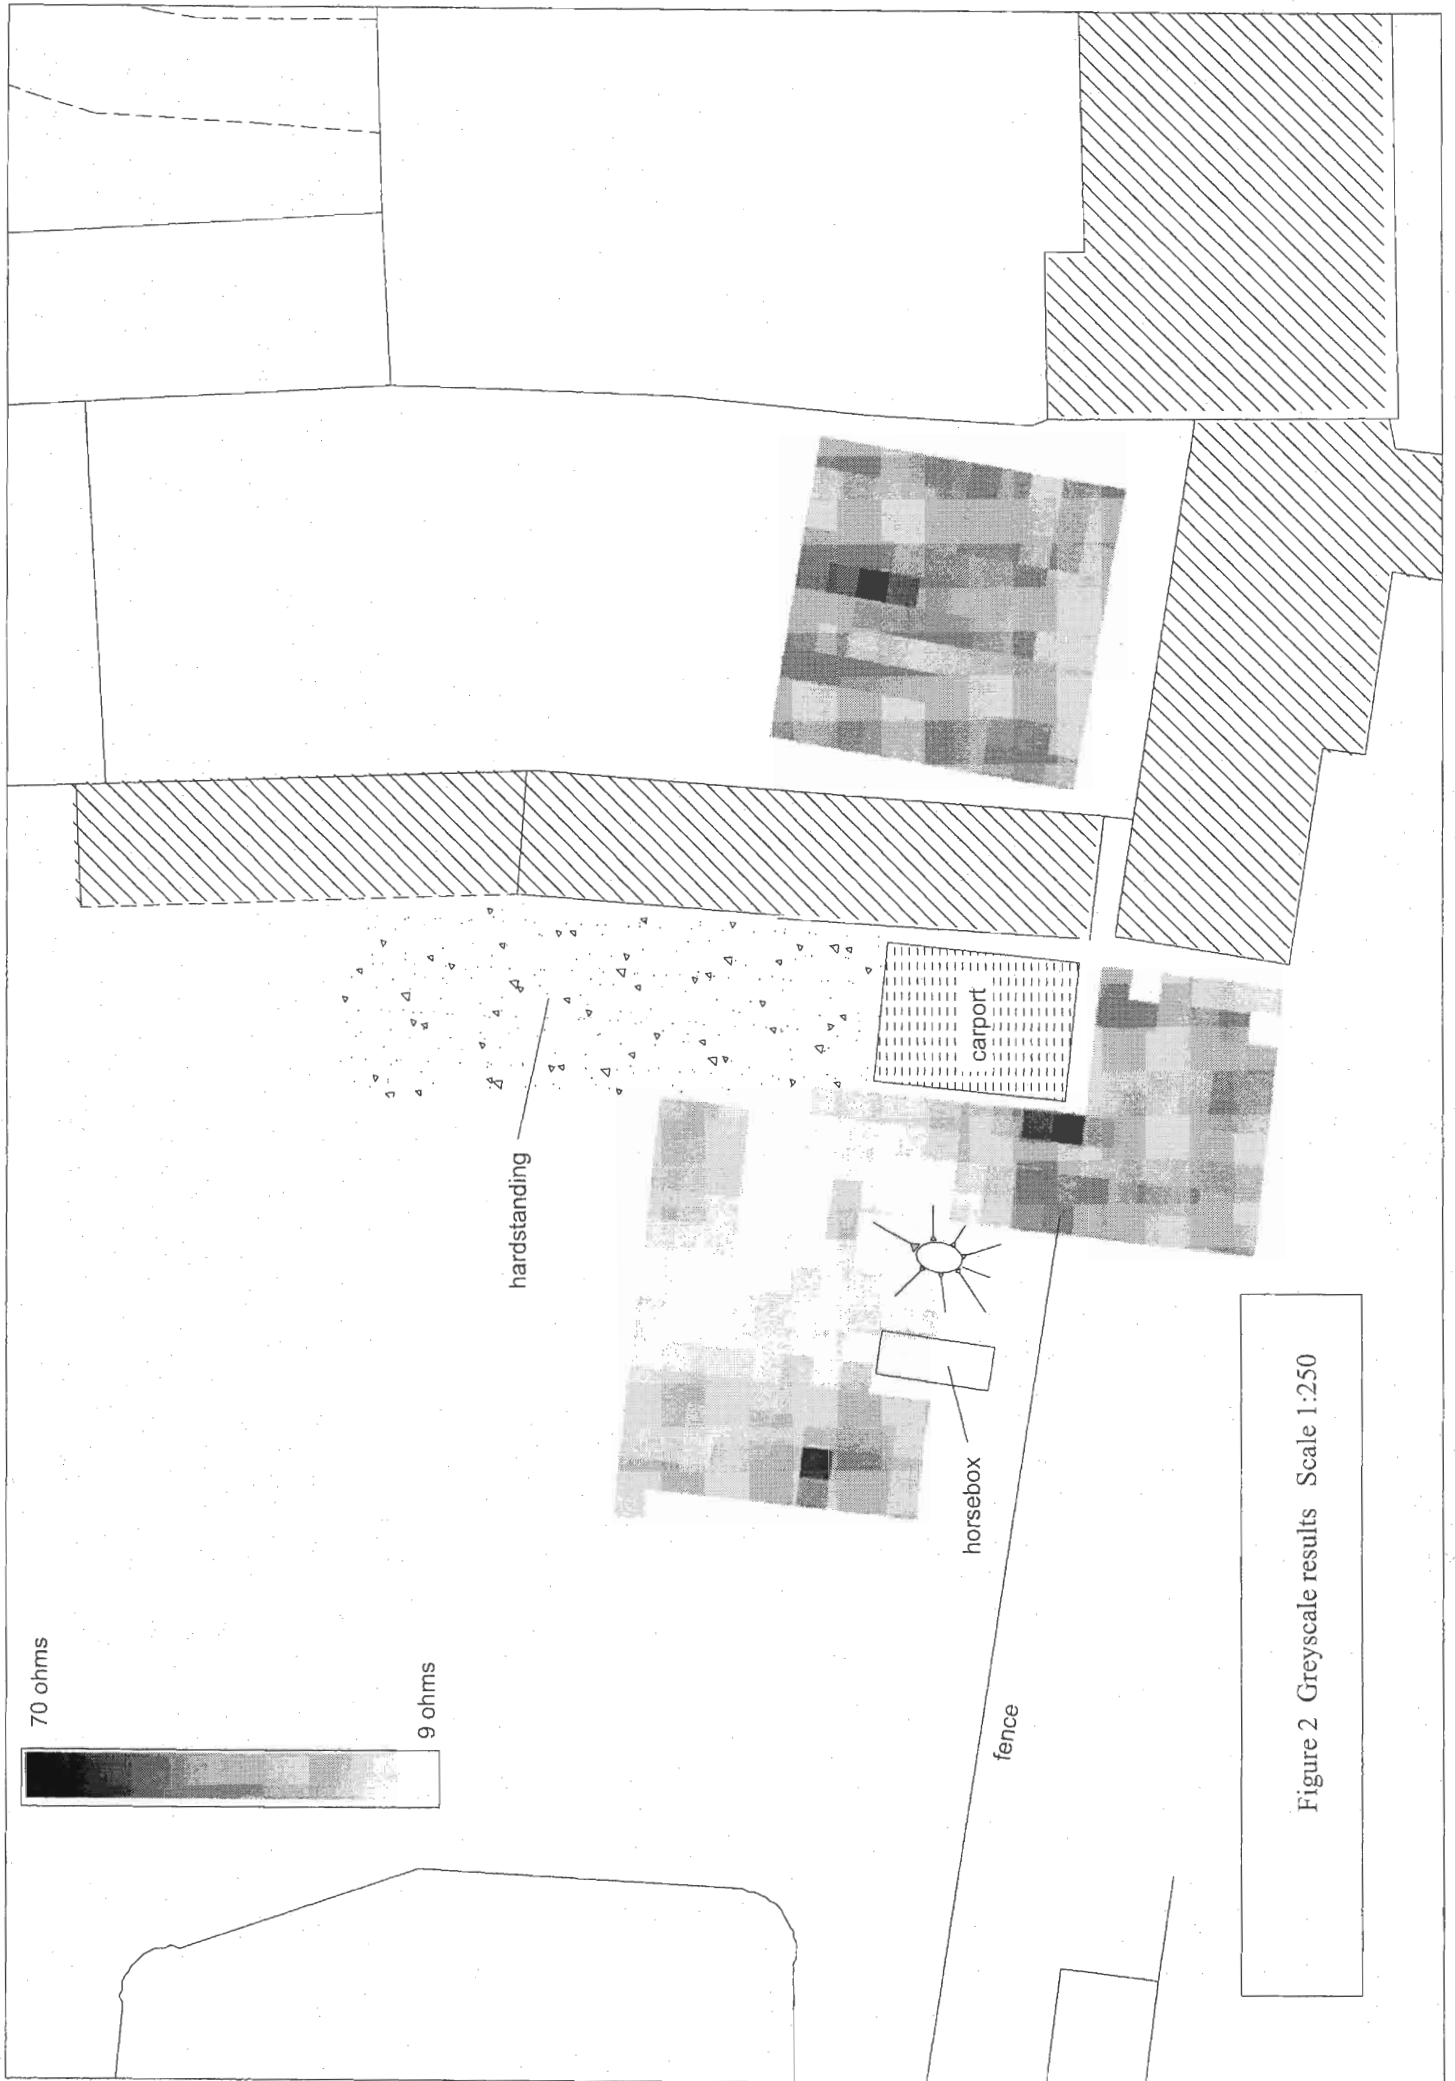 70 ohms
9 ohms
hardstanding
carport
horsebox
fence
Figure 2 Greyscale results Scale 1:250